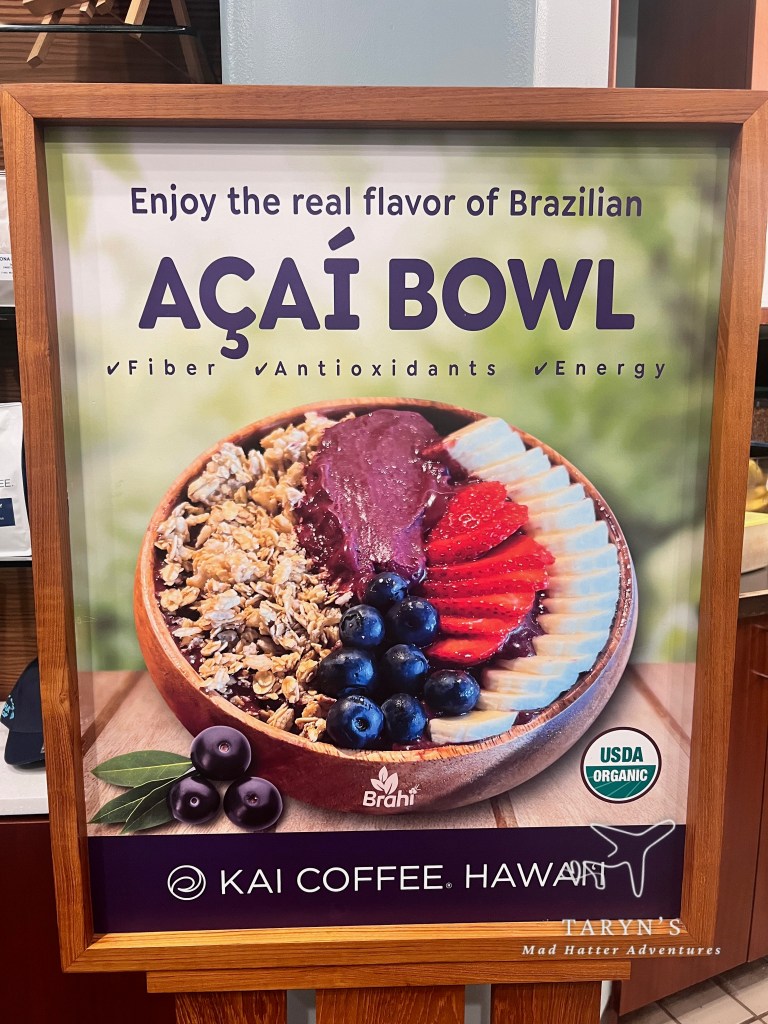 Enjoy the real flavor of Brazilian
AÇAÍ BOWL
✓Fiber ✓Antioxidants ✓Energy
Brahi
USDA
ORGANIC
KAI COFFEE® HAWAI'I
TARYN'S
Mad Hatter Adventures